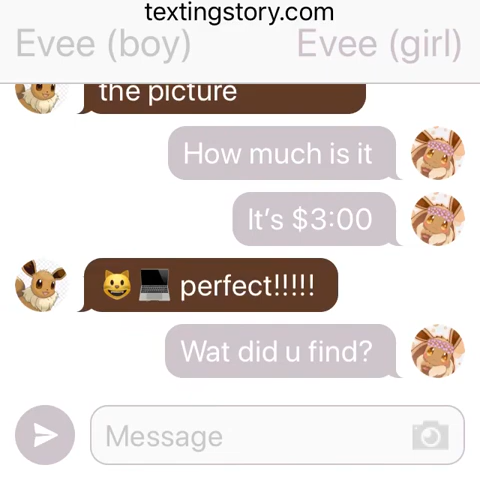 textingstory.com
Evee (boy) Evee (girl)
the picture
How much is it
It’s $3:00
😺💻 perfect!!!!!
Wat did u find?
Message